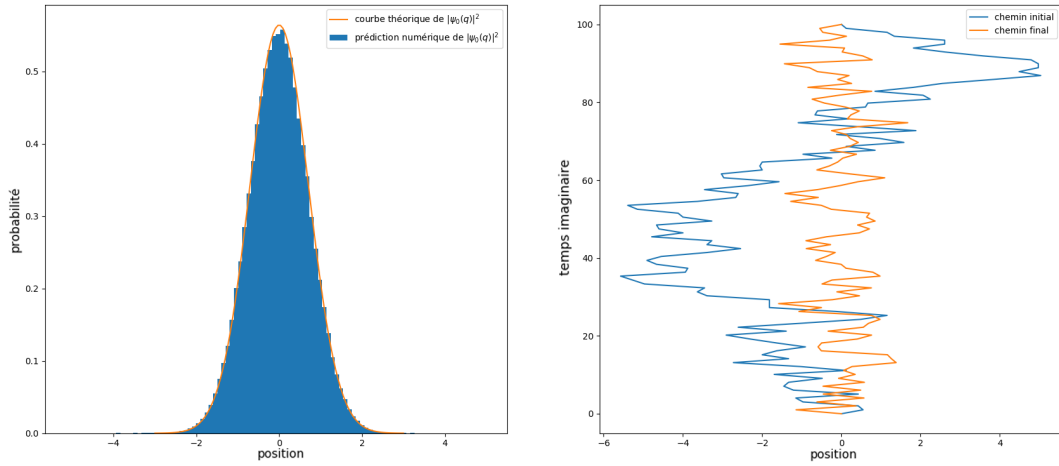 courbe théorique de |ψ₀(q)|²
prédiction numérique de |ψ₀(q)|²
probabilité
0.5
0.4
0.3
0.2
0.1
0.0
−4
−2
0
2
4
position
chemin initial
chemin final
temps imaginaire
100
80
60
40
20
0
−6
−4
−2
0
2
4
position